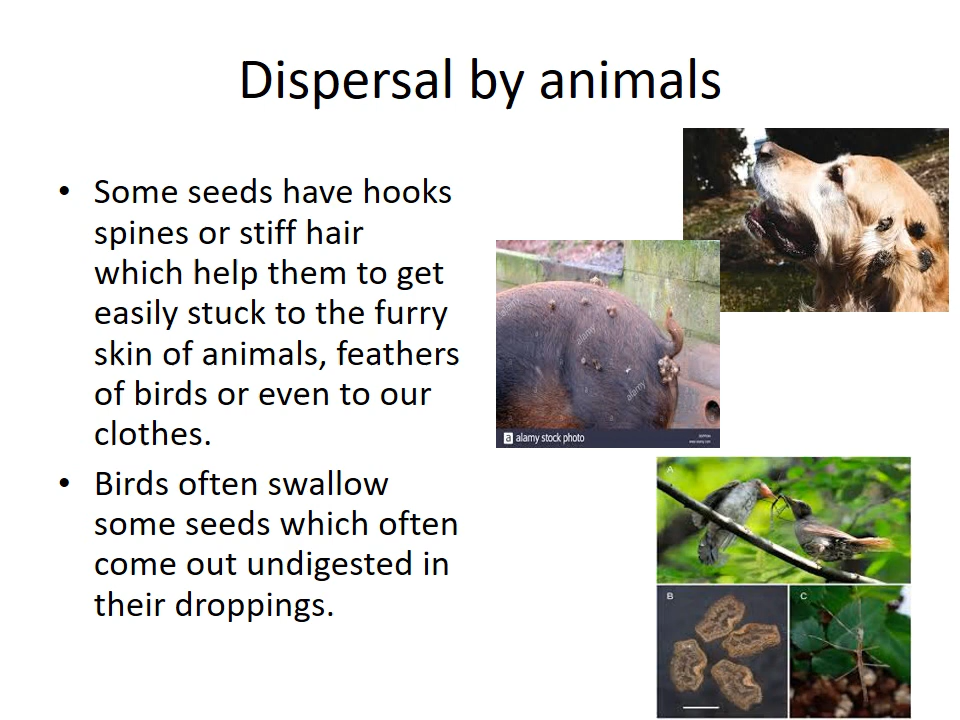 Dispersal by animals
• Some seeds have hooks
spines or stiff hair
which help them to get
easily stuck to the furry
skin of animals, feathers
of birds or even to our
clothes.
• Birds often swallow
some seeds which often
come out undigested in
their droppings.
alamy
alamy
a alamy stock photo
A
B
C